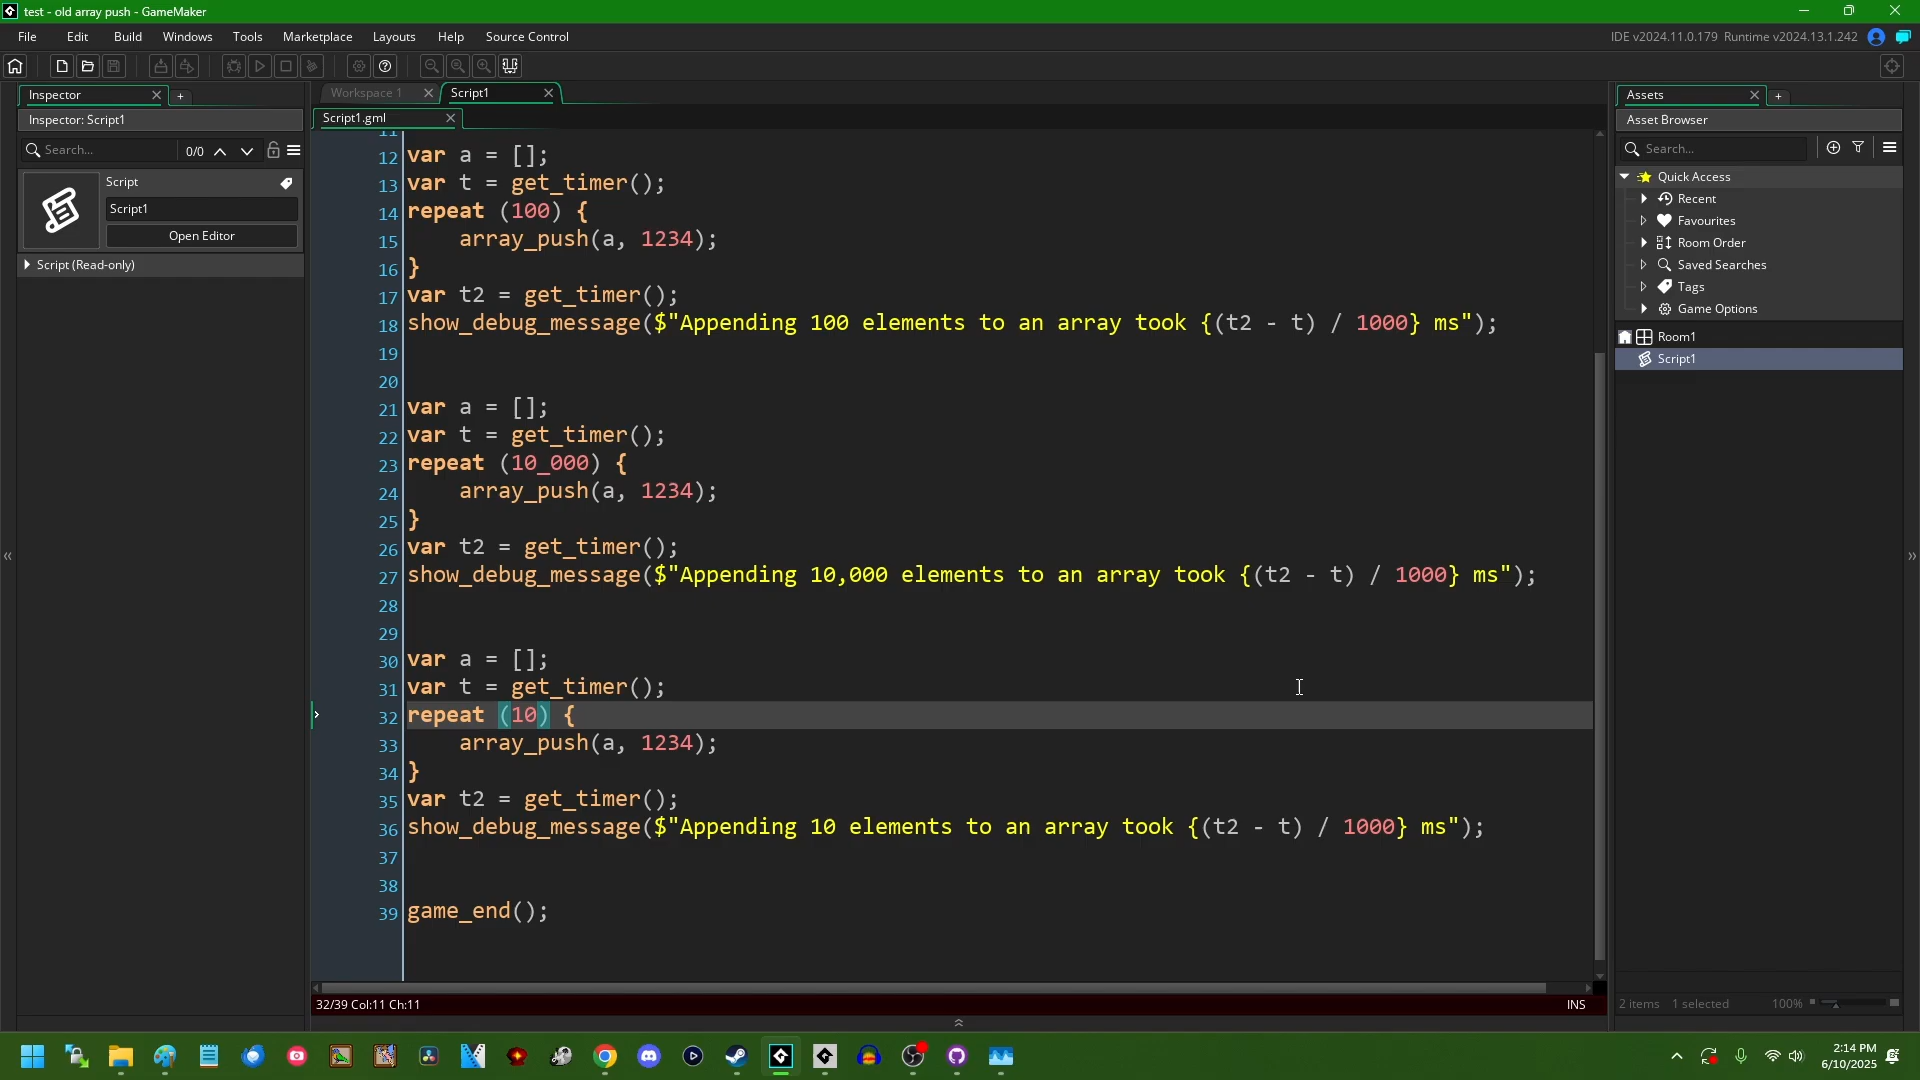 test - old array push - GameMaker
File Edit Build Windows Tools Marketplace Layouts Help Source Control
IDE v2024.11.0.179 Runtime v2024.13.1.242
Inspector
Inspector: Script1
Search...
0/0
Script
Script1
Open Editor
Script (Read-only)
Workspace 1
Script1
Script1.gml
11
12 var a = [];
13 var t = get_timer();
14 repeat (100) {
15 array_push(a, 1234);
16 }
17 var t2 = get_timer();
18 show_debug_message($"Appending 100 elements to an array took {(t2 - t) / 1000} ms");
19
20
21 var a = [];
22 var t = get_timer();
23 repeat (10_000) {
24 array_push(a, 1234);
25 }
26 var t2 = get_timer();
27 show_debug_message($"Appending 10,000 elements to an array took {(t2 - t) / 1000} ms");
28
29
30 var a = [];
31 var t = get_timer();
32 repeat (10) {
33 array_push(a, 1234);
34 }
35 var t2 = get_timer();
36 show_debug_message($"Appending 10 elements to an array took {(t2 - t) / 1000} ms");
37
38
39 game_end();
32/39 Col:11 Ch:11
INS
Assets
Asset Browser
Search...
Quick Access
Recent
Favourites
Room Order
Saved Searches
Tags
Game Options
Room1
Script1
2 items 1 selected 100%
2:14 PM
6/10/2025